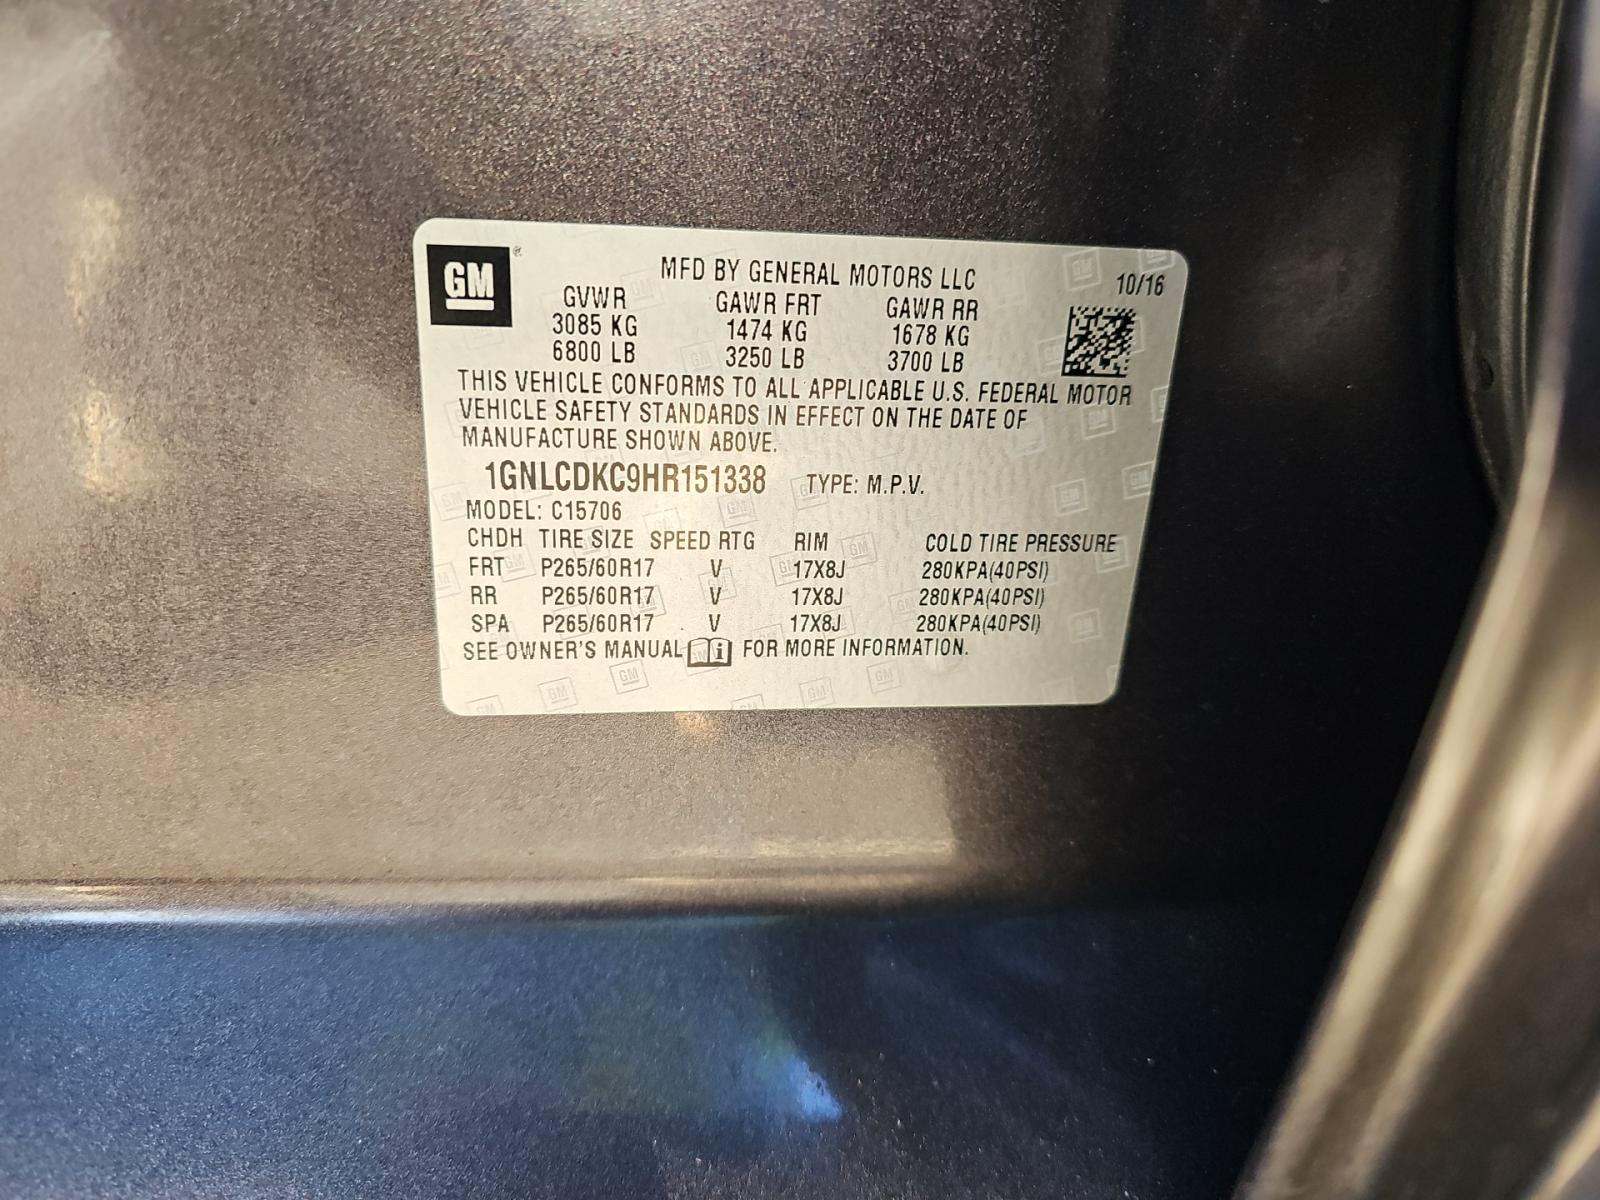 GM
MFD BY GENERAL MOTORS LLC 10/16
GVWR GAWR FRT GAWR RR
3085 KG 1474 KG 1678 KG
6800 LB 3250 LB 3700 LB
THIS VEHICLE CONFORMS TO ALL APPLICABLE U.S. FEDERAL MOTOR
VEHICLE SAFETY STANDARDS IN EFFECT ON THE DATE OF
MANUFACTURE SHOWN ABOVE.
1GNLCDKC9HR151338 TYPE: M.P.V.
MODEL: C15706
CHDH TIRE SIZE SPEED RTG RIM COLD TIRE PRESSURE
FRT P265/60R17 V 17X8J 280KPA(40PSI)
RR P265/60R17 V 17X8J 280KPA(40PSI)
SPA P265/60R17 V 17X8J 280KPA(40PSI)
SEE OWNER'S MANUAL i FOR MORE INFORMATION.